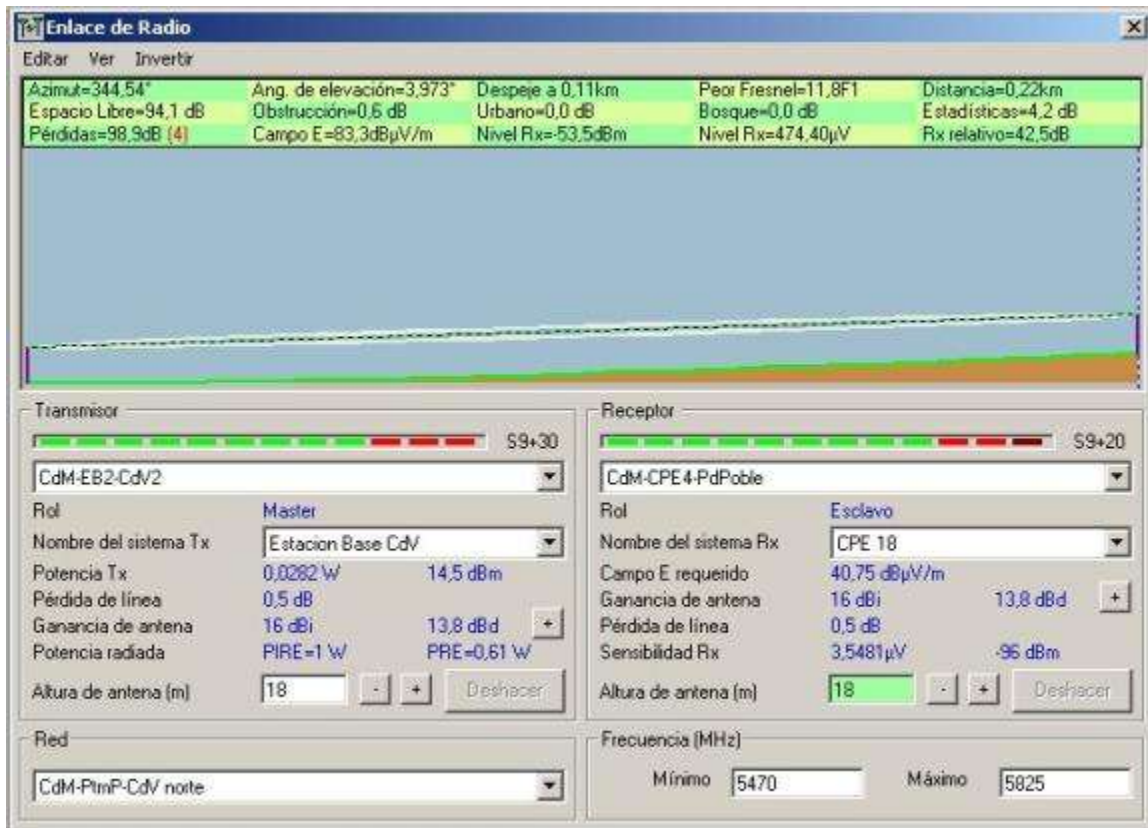 Enlace de Radio
Editar Ver Invertir
Azimut=344,54° Ang. de elevación=3,973° Despeje a 0,11km Peor Fresnel=11,8F1 Distancia=0,22km
Espacio Libre=94,1 dB Obstrucción=0,6 dB Urbano=0,0 dB Bosque=0,0 dB Estadísticas=4,2 dB
Pérdidas=98,9dB (4) Campo E=83,3dBµV/m Nivel Rx=-53,5dBm Nivel Rx=474,40µV Rx relativo=42,5dB
Transmisor
S9+30
CdM-EB2-CdV2
Rol Master
Nombre del sistema Tx Estacion Base CdV
Potencia Tx 0,0282 W 14,5 dBm
Pérdida de línea 0,5 dB
Ganancia de antena 16 dBi 13,8 dBd +
Potencia radiada PIRE=1 W PRE=0,61 W
Altura de antena (m) 18 - + Deshacer
Receptor
S9+20
CdM-CPE4-PdPoble
Rol Esclavo
Nombre del sistema Rx CPE 18
Campo E requerido 40,75 dBµV/m
Ganancia de antena 16 dBi 13,8 dBd +
Pérdida de línea 0,5 dB
Sensibilidad Rx 3,5481µV -96 dBm
Altura de antena (m) 18 - + Deshacer
Red
CdM-PtmP-CdV norte
Frecuencia (MHz)
Mínimo 5470 Máximo 5825